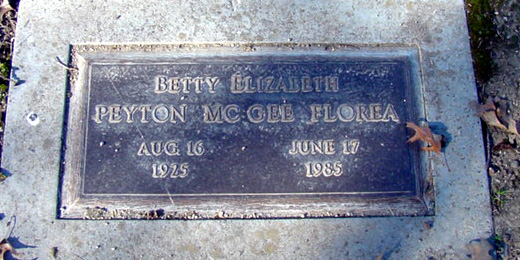 BETTY ELIZABETH
PEYTON MC GEE FLOREA
AUG 16 JUNE 17
1925 1985